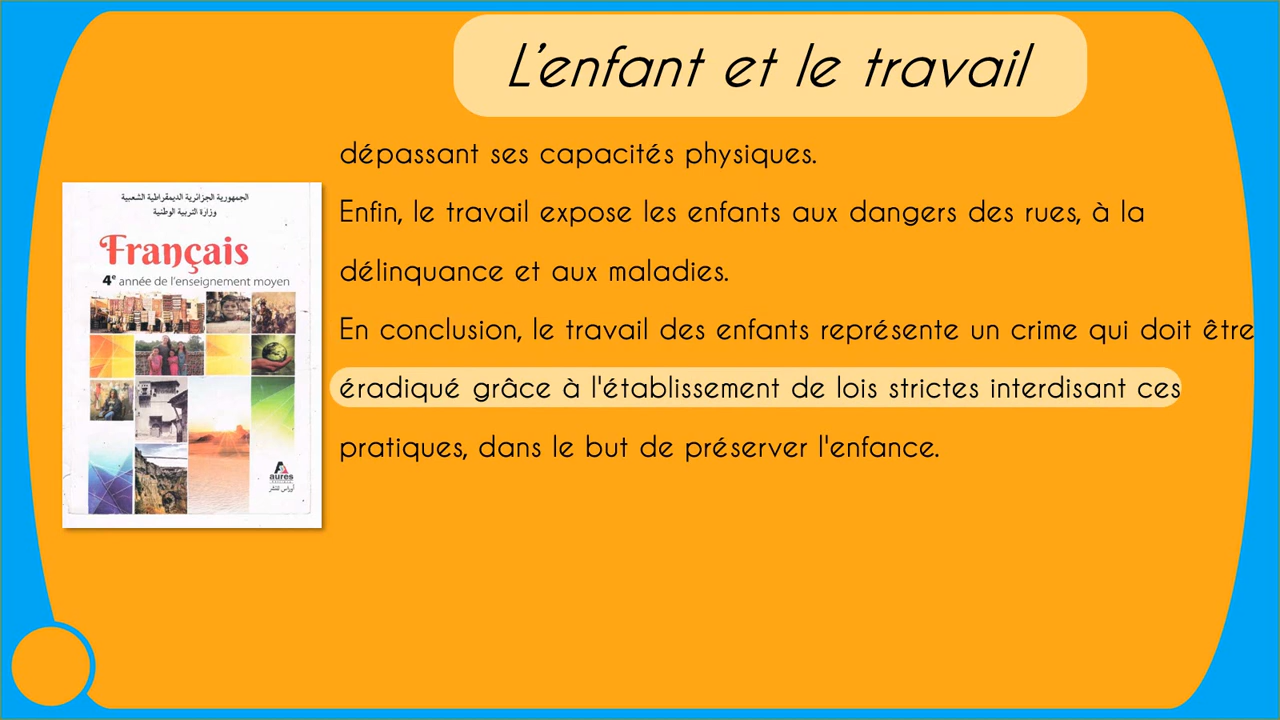 L'enfant et le travail
dépassant ses capacités physiques.
Enfin, le travail expose les enfants aux dangers des rues, à la
délinquance et aux maladies.
En conclusion, le travail des enfants représente un crime qui doit être
éradiqué grâce à l'établissement de lois strictes interdisant ces
pratiques, dans le but de préserver l'enfance.
الجمهورية الجزائرية الديمقراطية الشعبية
وزارة التربية الوطنية
Français
4e année de l'enseignement moyen
aures
أوراس للنشر